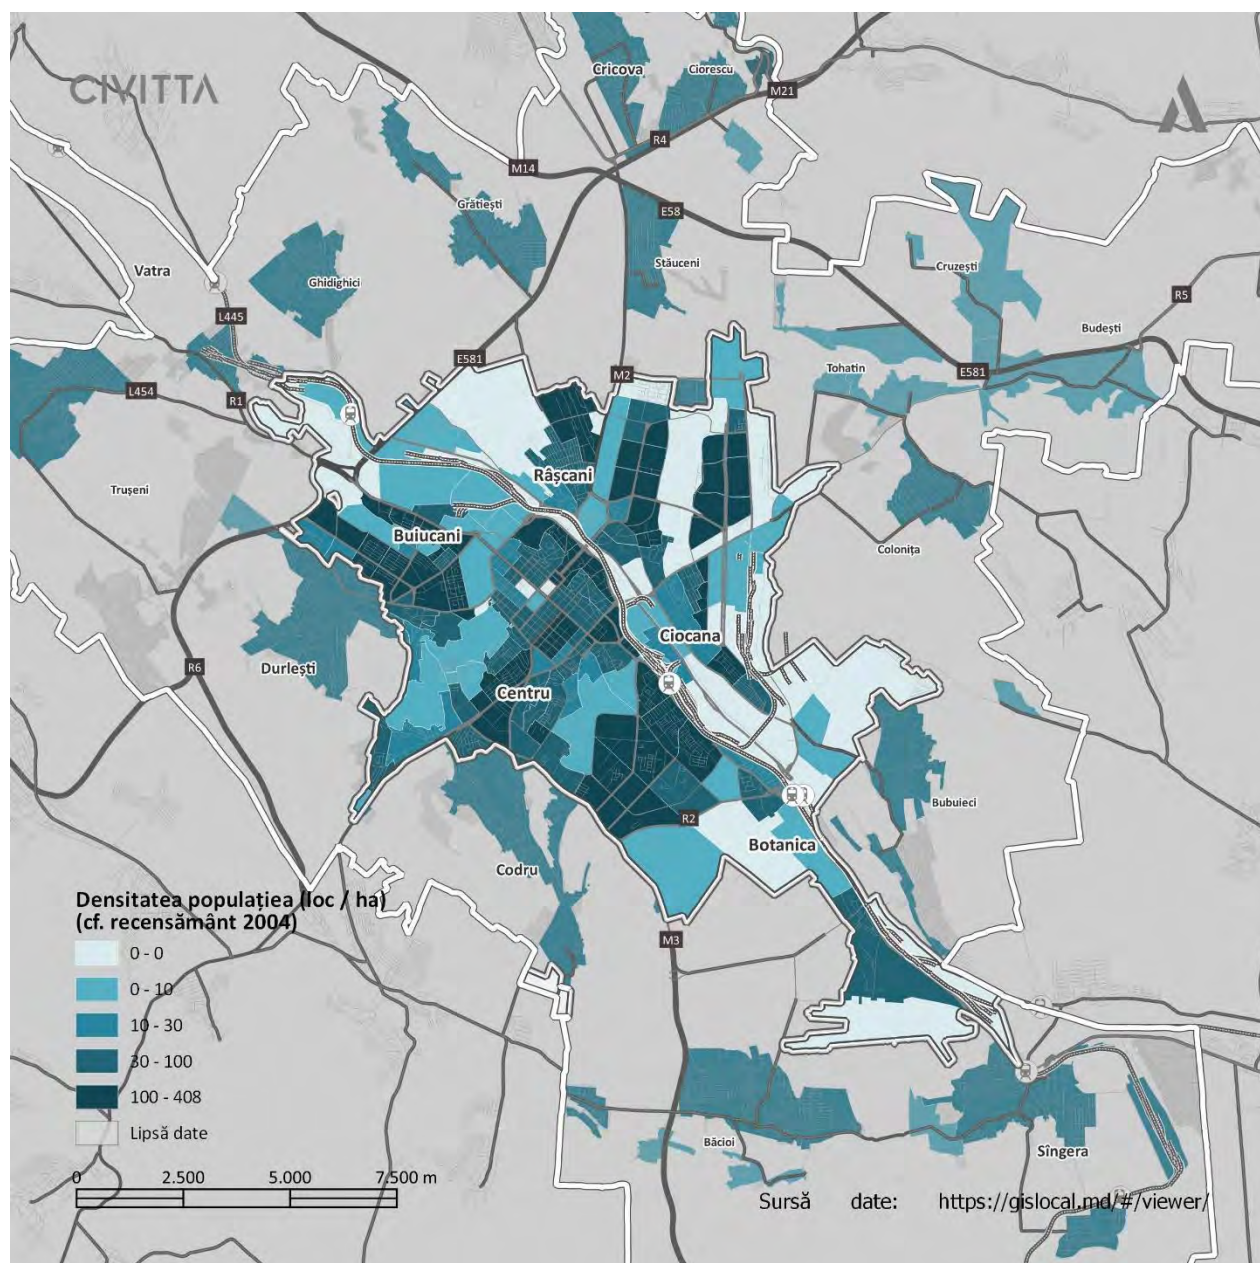 CIVITTA
Cricova
Ciorescu
M21
R4
M14
Grătiești
E58
Stăuceni
Cruzești
Vatra
Ghidighici
R5
L445
Budești
E581
M2
Tohatin
E581
L454
R1
Râșcani
Trușeni
Buiucani
Colonița
Ciocana
Durlești
R6
Centru
Bubuieci
R2
Botanica
Codru
Densitatea populațiea (loc / ha)
(cf. recensământ 2004)
0 - 0
0 - 10
10 - 30
30 - 100
100 - 408
Lipsă date
M3
Băcioi
Sîngera
0 2.500 5.000 7.500 m
Sursă date: https://gislocal.md/#/viewer/